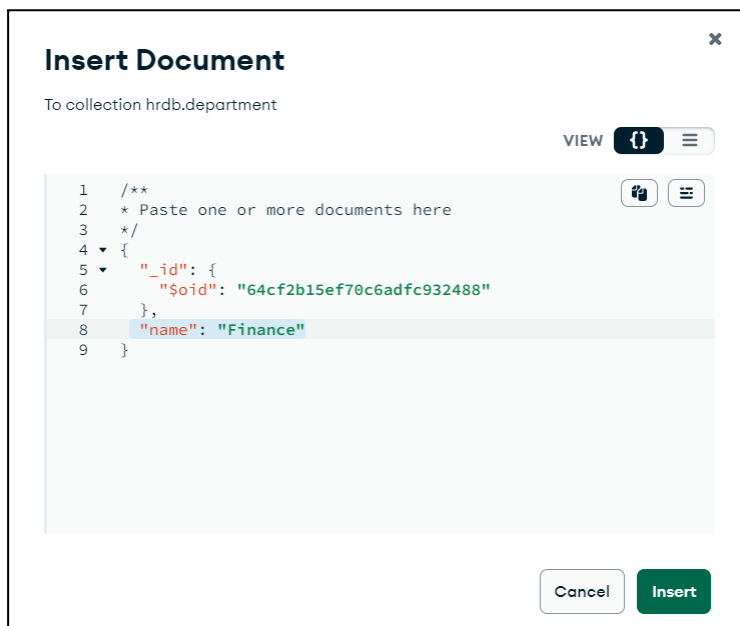 Insert Document
To collection hrdb.department
VIEW {}
1 /**
2 * Paste one or more documents here
3 */
4 {
5 "_id": {
6 "$oid": "64cf2b15ef70c6adfc932488"
7 },
8 "name": "Finance"
9 }
Cancel Insert